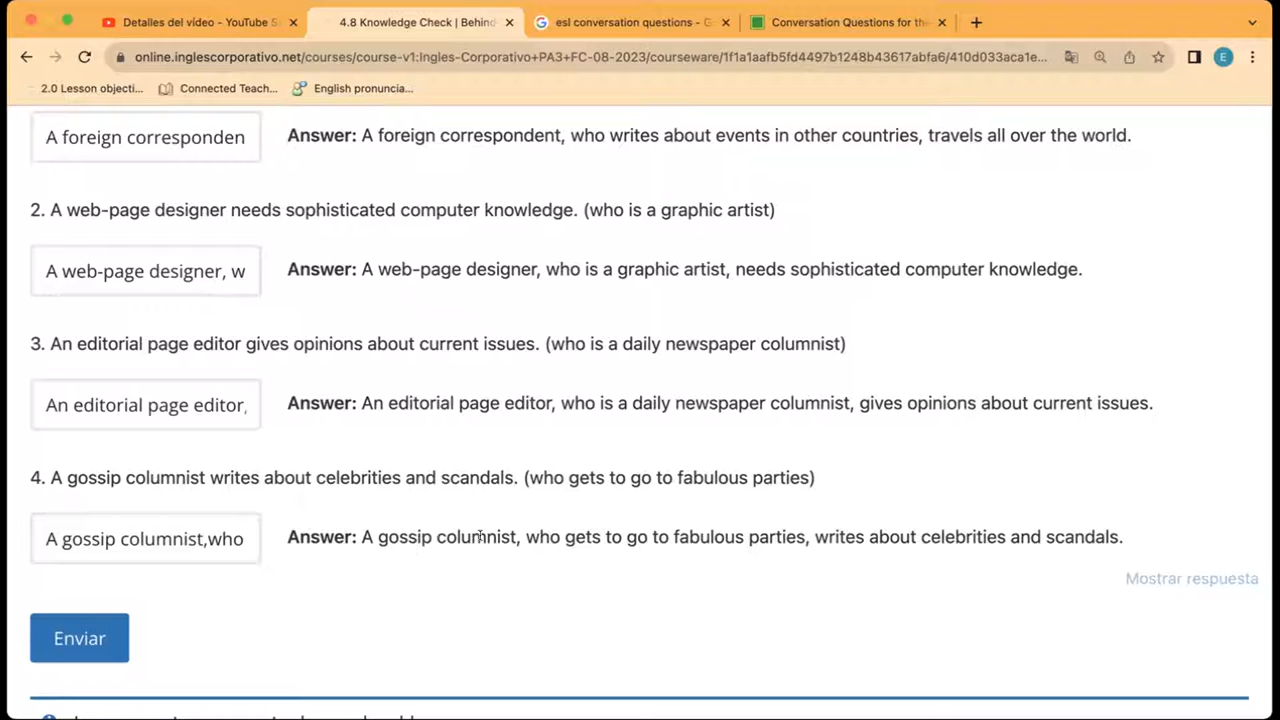 Detalles del vídeo - YouTube S
4.8 Knowledge Check | Behind
esl conversation questions - G
Conversation Questions for the
online.inglescorporativo.net/courses/course-v1:Ingles-Corporativo+PA3+FC-08-2023/courseware/1f1a1aafb5fd4497b1248b43617abfa6/410d033aca1e...
E
2.0 Lesson objecti...
Connected Teach...
English pronuncia...
A foreign corresponden
Answer: A foreign correspondent, who writes about events in other countries, travels all over the world.
2. A web-page designer needs sophisticated computer knowledge. (who is a graphic artist)
A web-page designer, w
Answer: A web-page designer, who is a graphic artist, needs sophisticated computer knowledge.
3. An editorial page editor gives opinions about current issues. (who is a daily newspaper columnist)
An editorial page editor,
Answer: An editorial page editor, who is a daily newspaper columnist, gives opinions about current issues.
4. A gossip columnist writes about celebrities and scandals. (who gets to go to fabulous parties)
A gossip columnist,who
Answer: A gossip columnist, who gets to go to fabulous parties, writes about celebrities and scandals.
Mostrar respuesta
Enviar